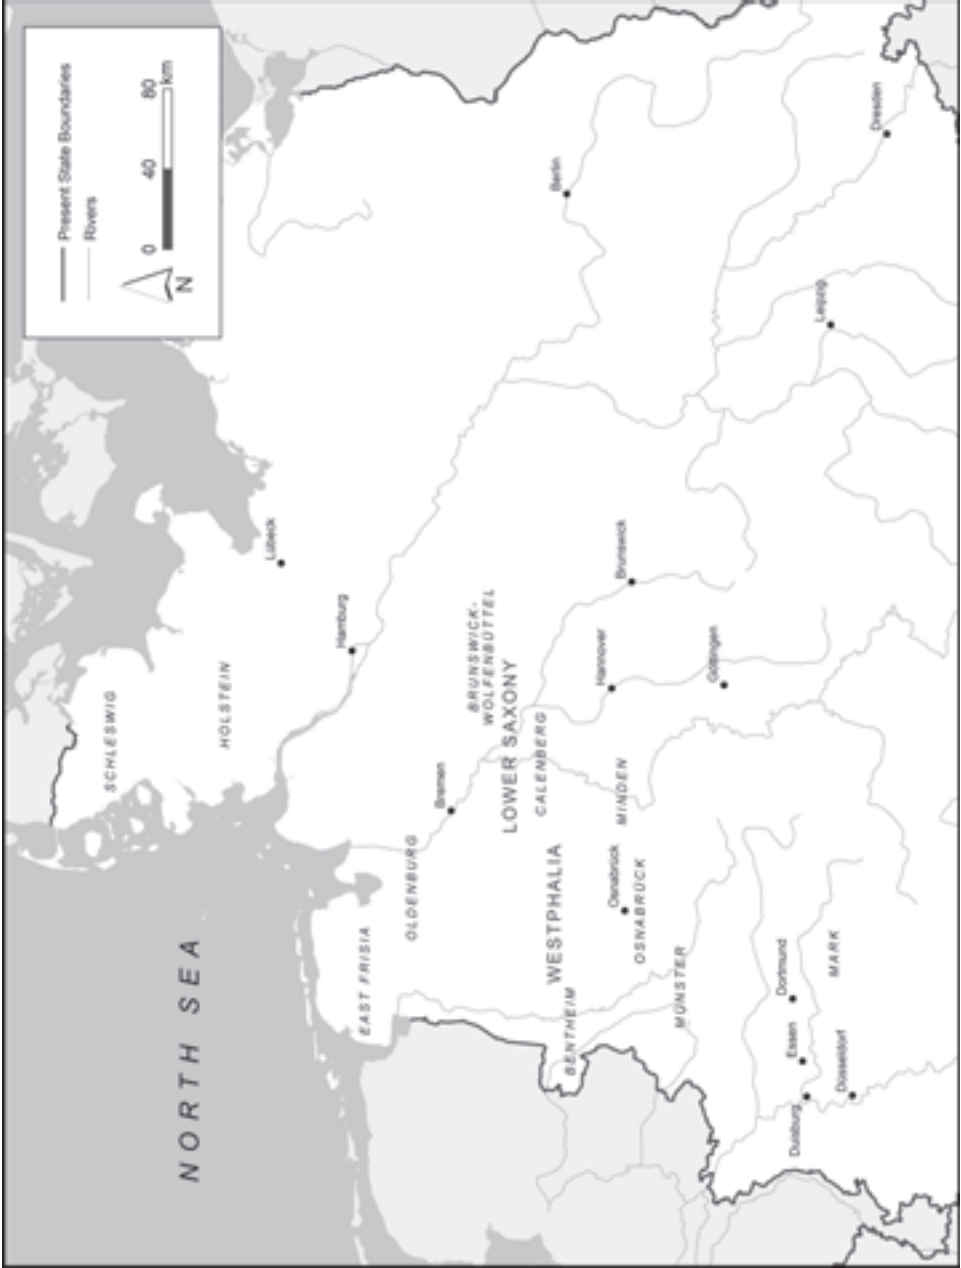 Present State Boundaries
Rivers
0 40 80
km
N
NORTH SEA
SCHLESWIG
HOLSTEIN
Lübeck
Hamburg
EAST FRISIA
OLDENBURG
Bremen
BRUNSWICK-
WOLFENBÜTTEL
LOWER SAXONY
CALENBERG
WESTPHALIA
BENTHEIM
Berlin
Osnabrück
OSNABRÜCK
MINDEN
Hannover
Brunswick
MÜNSTER
Göttingen
Duisburg
Essen
Dortmund
MARK
Düsseldorf
Leipzig
Dresden